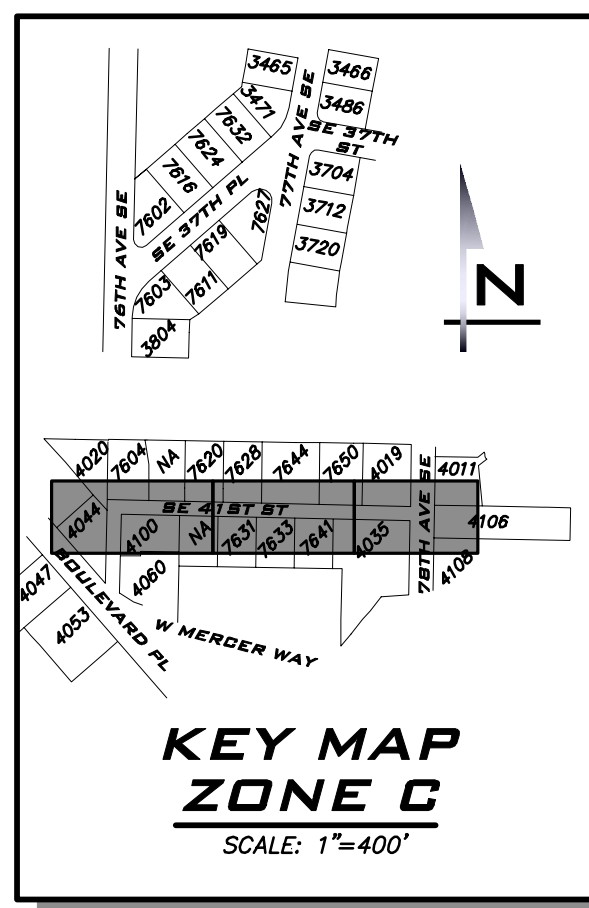 3465
3466
3471
3486
7632
SE 37TH
ST
7624
77TH AVE SE
7616
3704
7602
SE 37TH PL
3712
7627
7619
3720
76TH AVE SE
7603
7611
3804
N
4020
7604
NA
7620
7628
7644
7650
4019
4011
4044
SE 41ST ST
78TH AVE SE
4106
4100
NA
7631
7633
7641
4035
4108
4060
4047
4053
BOULEVARD PL
W MERCER WAY
KEY MAP
ZONE C
SCALE: 1"=400'